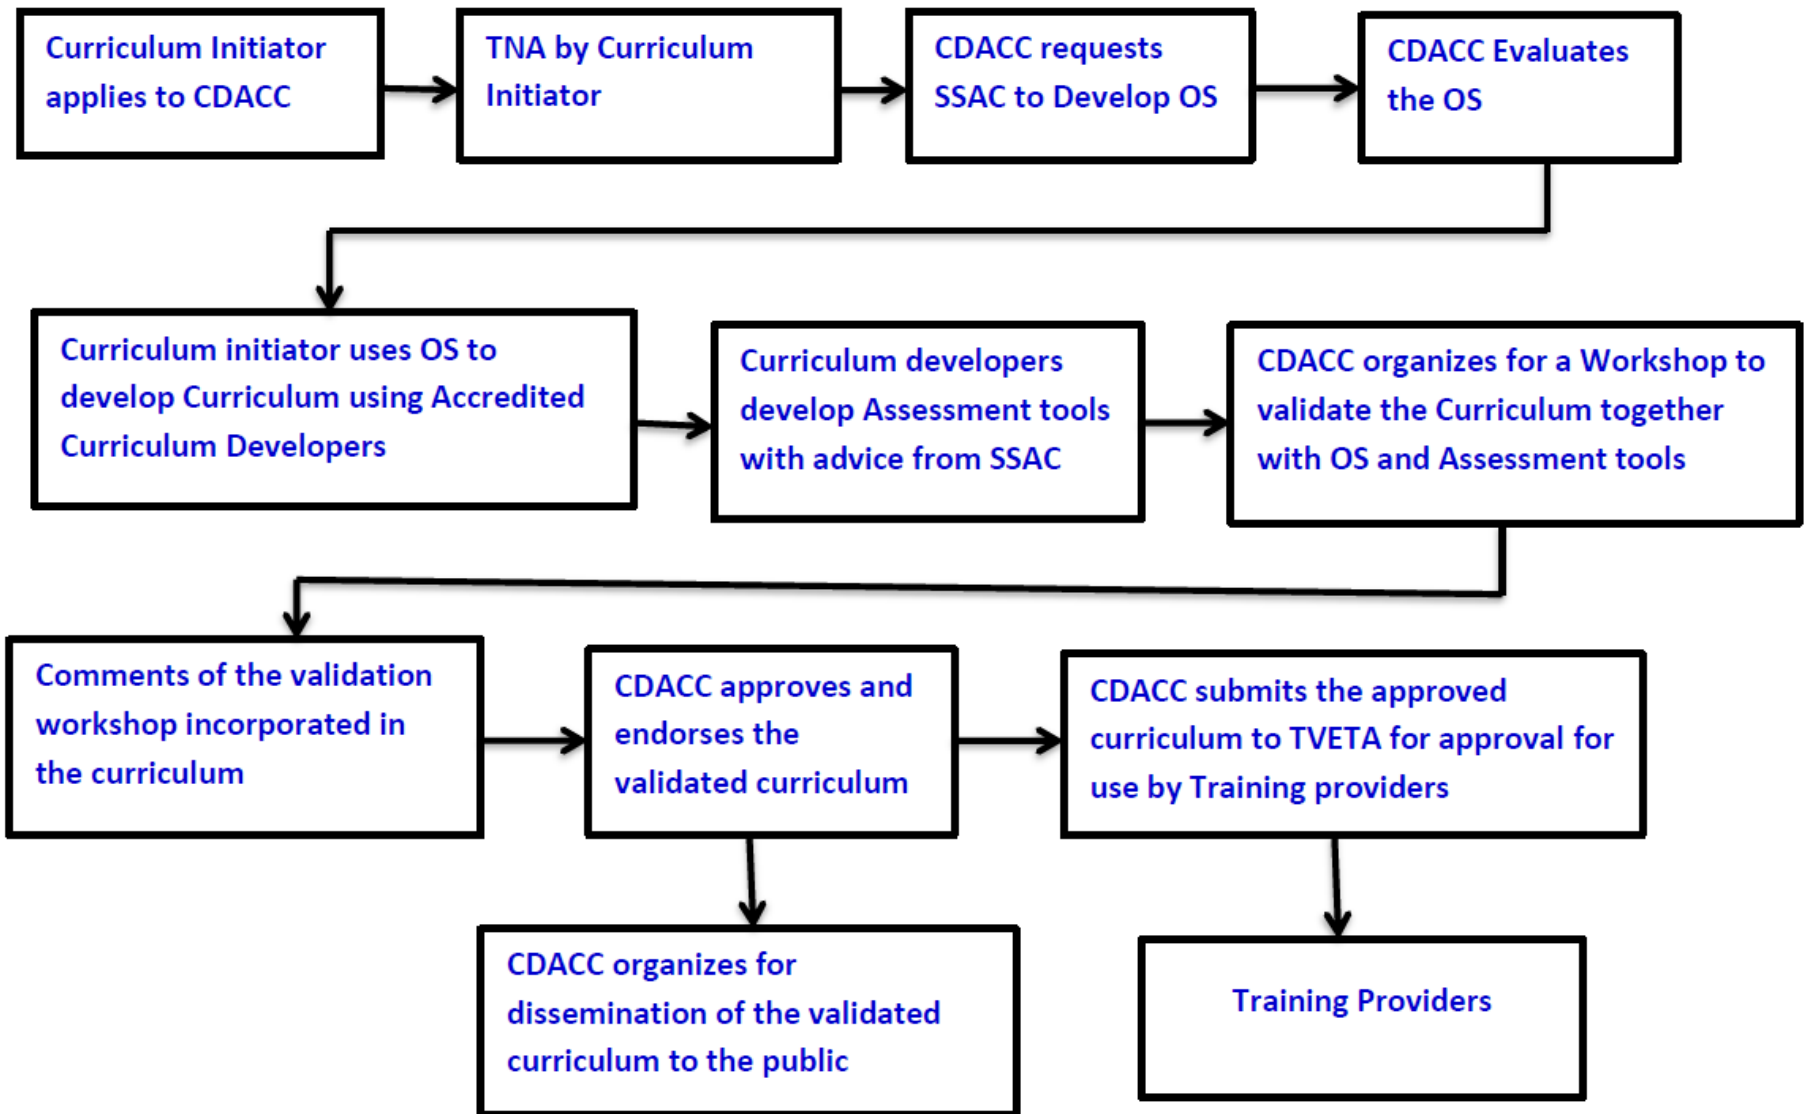 Curriculum Initiator
applies to CDACC
TNA by Curriculum
Initiator
CDACC requests
SSAC to Develop OS
CDACC Evaluates
the OS
Curriculum initiator uses OS to
develop Curriculum using Accredited
Curriculum Developers
Curriculum developers
develop Assessment tools
with advice from SSAC
CDACC organizes for a Workshop to
validate the Curriculum together
with OS and Assessment tools
Comments of the validation
workshop incorporated in
the curriculum
CDACC approves and
endorses the
validated curriculum
CDACC submits the approved
curriculum to TVETA for approval for
use by Training providers
CDACC organizes for
dissemination of the validated
curriculum to the public
Training Providers